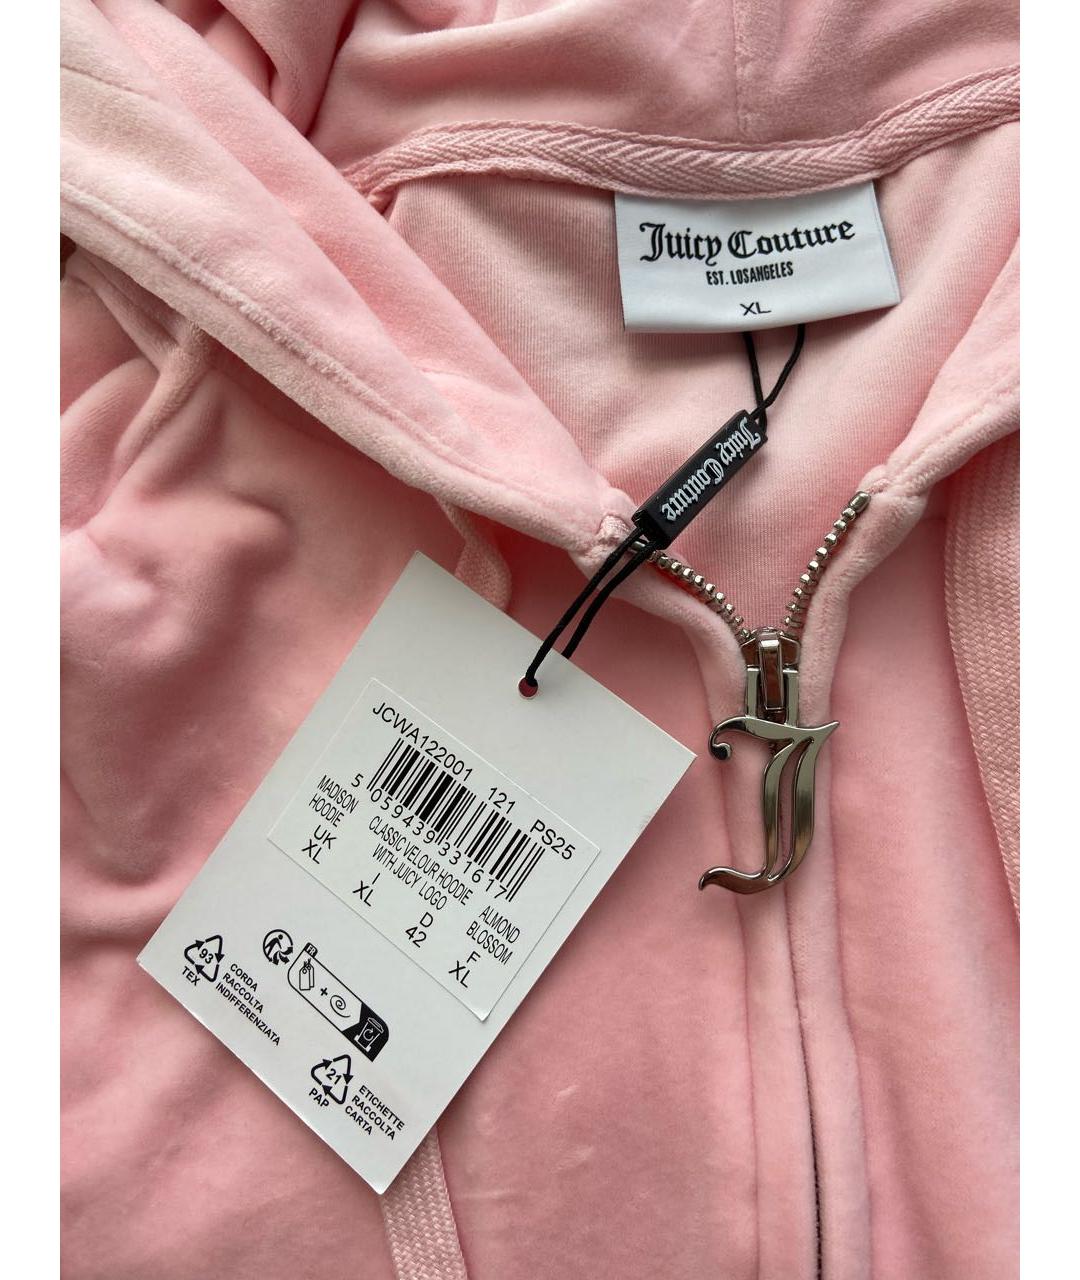 Juicy Couture
EST. LOSANGELES
XL
Juicy Couture
JCWA122001 121 PS25
5 059439 331617
MADISON
HOODIE
CLASSIC VELOUR HOODIE
WITH JUICY LOGO
ALMOND
BLOSSOM
UK
XL
I
XL
D
42
F
XL
93
TEX
CORDA
RACCOLTA
INDIFFERENZIATA
FR
+
21
PAP
ETICHETTE
RACCOLTA
CARTA